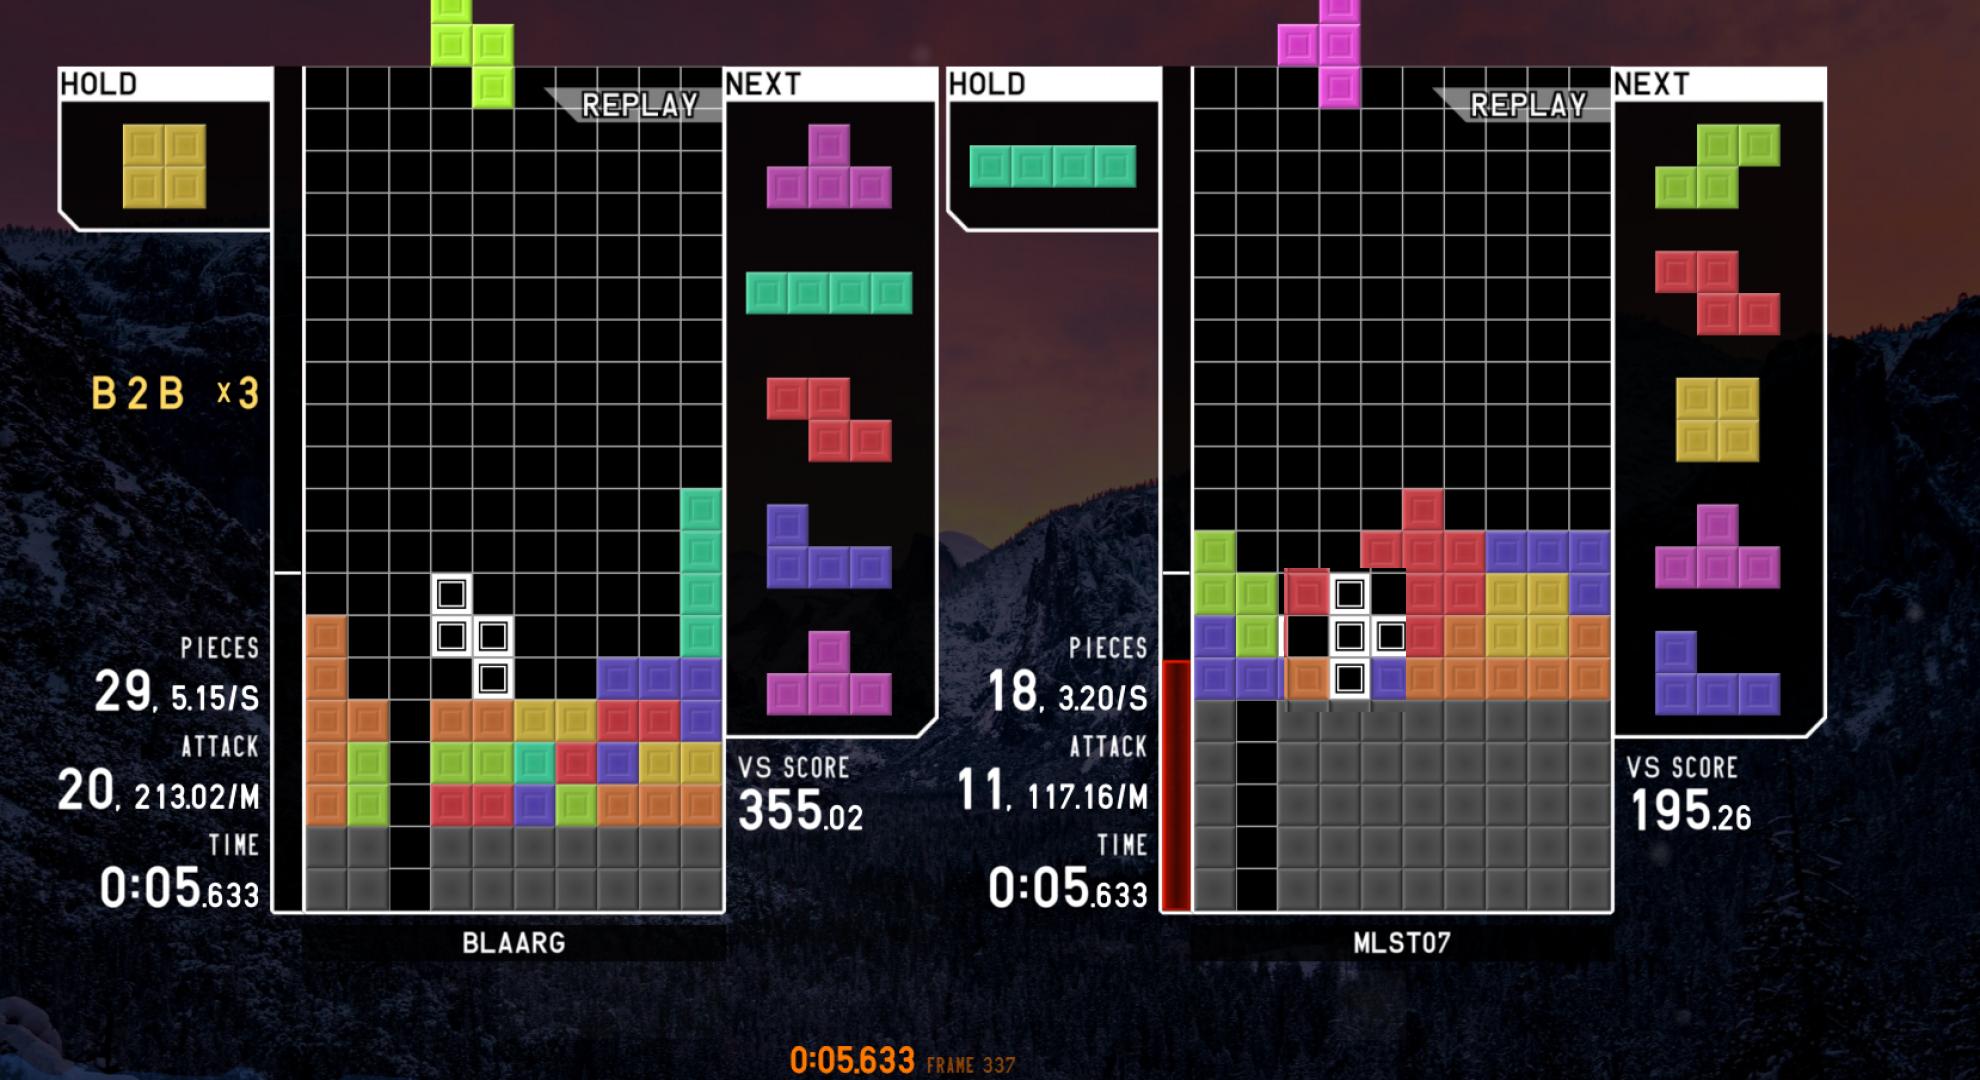 HOLD
REPLAY
NEXT
B2B x3
PIECES
29, 5.15/S
ATTACK
20, 213.02/M
TIME
0:05.633
VS SCORE
355.02
BLAARG
HOLD
REPLAY
NEXT
PIECES
18, 3.20/S
ATTACK
11, 117.16/M
TIME
0:05.633
VS SCORE
195.26
MLST07
0:05.633 FRAME 337